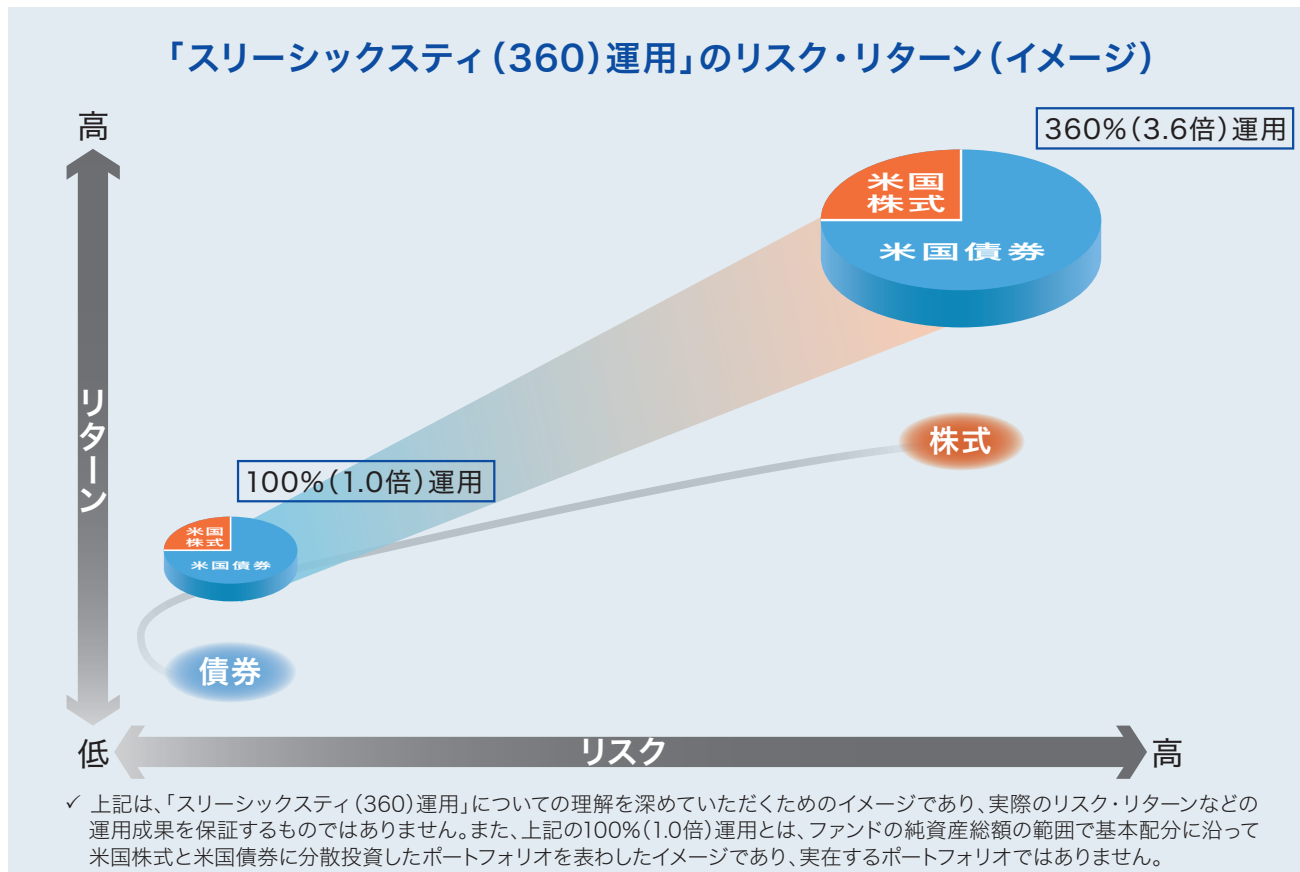 「スリーシックスティ(360)運用」のリスク・リターン(イメージ)
高
360%(3.6倍)運用
米国
株式
米国債券
リターン
株式
100%(1.0倍)運用
米国
株式
米国債券
債券
低
リスク
高
✓ 上記は、「スリーシックスティ(360)運用」についての理解を深めていただくためのイメージであり、実際のリスク・リターンなどの
運用成果を保証するものではありません。また、上記の100%(1.0倍)運用とは、ファンドの純資産総額の範囲で基本配分に沿って
米国株式と米国債券に分散投資したポートフォリオを表わしたイメージであり、実在するポートフォリオではありません。